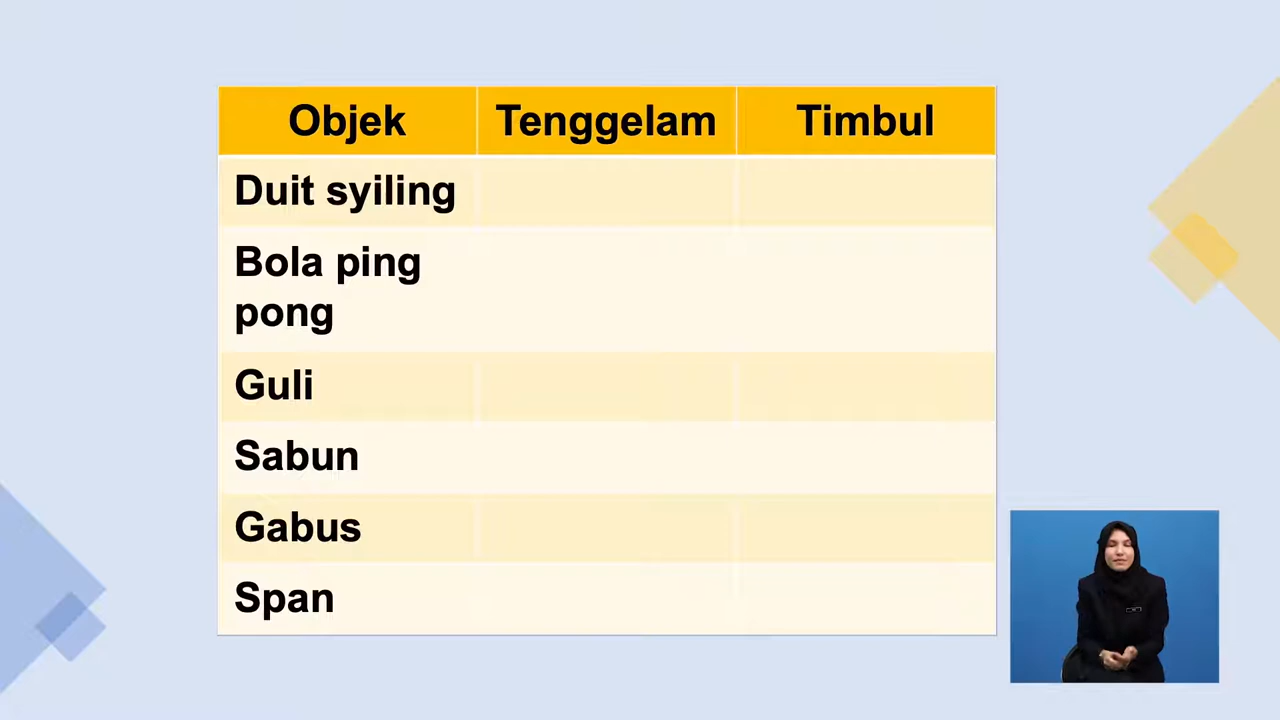 Objek Tenggelam Timbul
Duit syiling
Bola ping
pong
Guli
Sabun
Gabus
Span